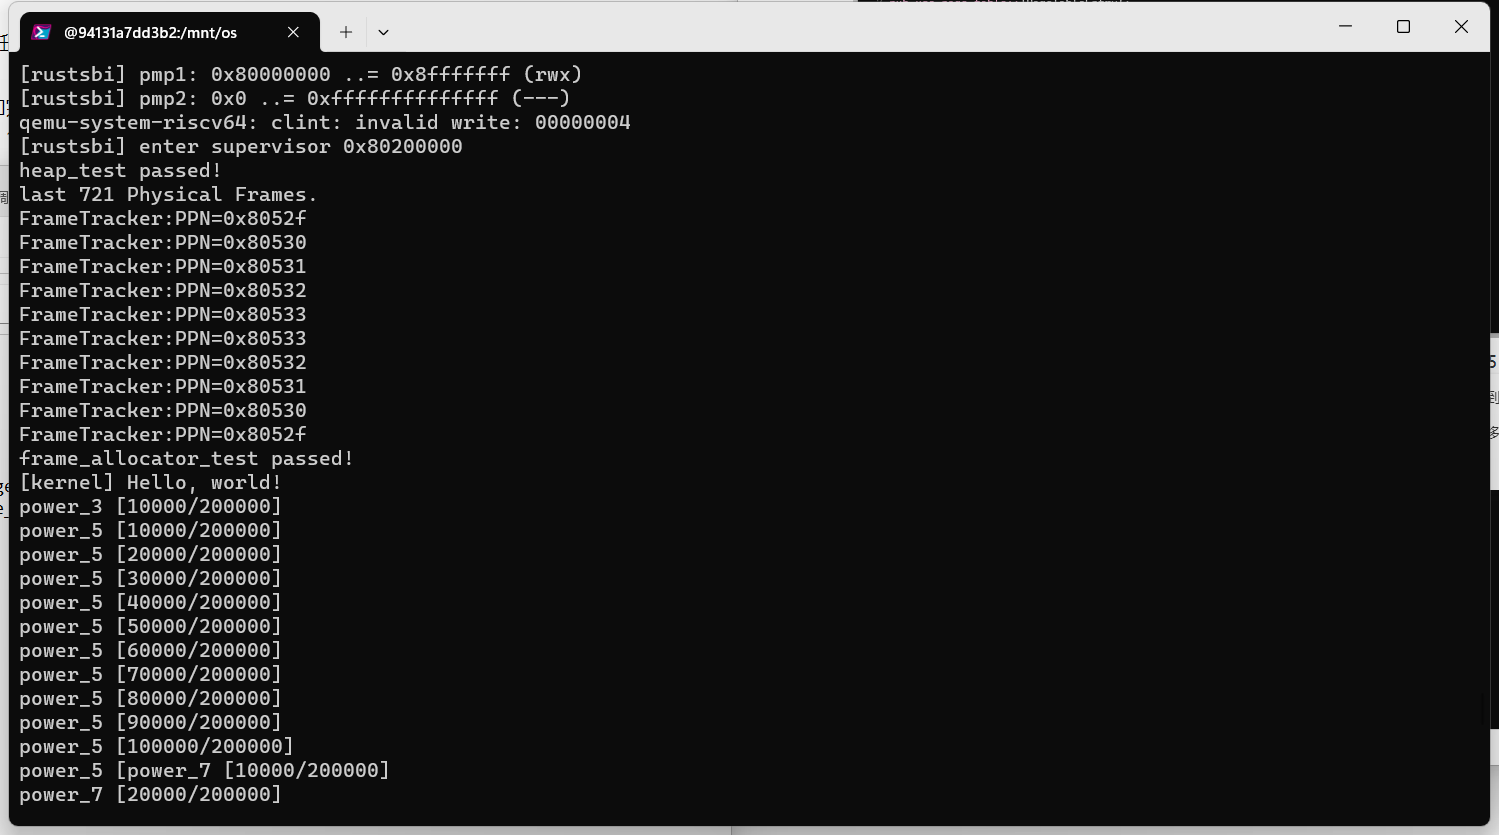 @94131a7dd3b2:/mnt/os
[rustsbi] pmp1: 0x80000000 ..= 0x8fffffff (rwx)
[rustsbi] pmp2: 0x0 ..= 0xffffffffffffff (---)
qemu-system-riscv64: clint: invalid write: 00000004
[rustsbi] enter supervisor 0x80200000
heap_test passed!
last 721 Physical Frames.
FrameTracker:PPN=0x8052f
FrameTracker:PPN=0x80530
FrameTracker:PPN=0x80531
FrameTracker:PPN=0x80532
FrameTracker:PPN=0x80533
FrameTracker:PPN=0x80533
FrameTracker:PPN=0x80532
FrameTracker:PPN=0x80531
FrameTracker:PPN=0x80530
FrameTracker:PPN=0x8052f
frame_allocator_test passed!
[kernel] Hello, world!
power_3 [10000/200000]
power_5 [10000/200000]
power_5 [20000/200000]
power_5 [30000/200000]
power_5 [40000/200000]
power_5 [50000/200000]
power_5 [60000/200000]
power_5 [70000/200000]
power_5 [80000/200000]
power_5 [90000/200000]
power_5 [100000/200000]
power_5 [power_7 [10000/200000]
power_7 [20000/200000]